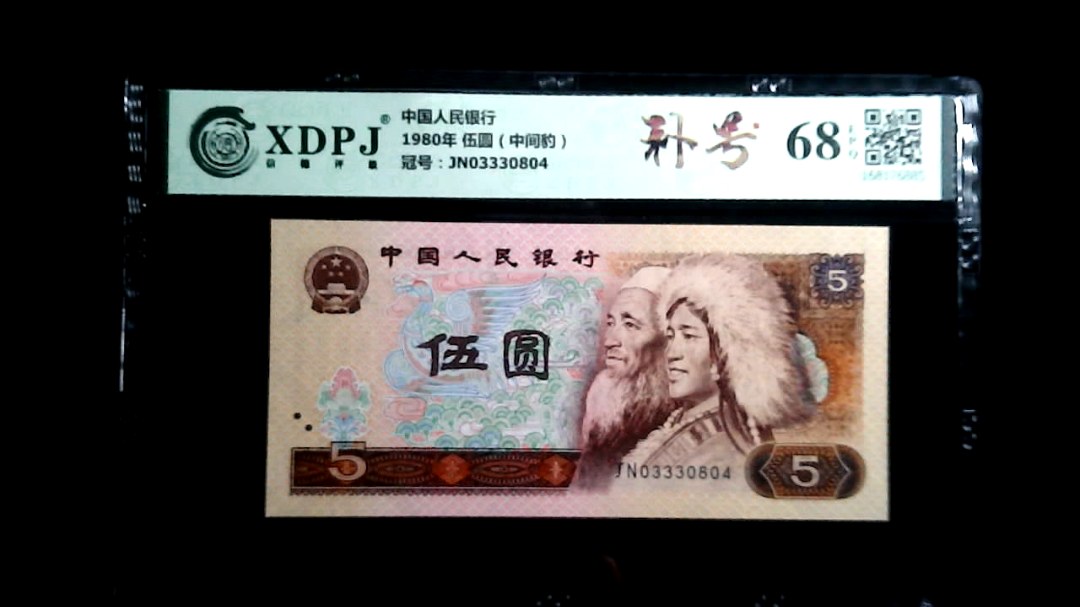 XDPJ®
中国人民银行
1980年 伍圆（中间豹）
冠号：JN03330804
补号
68
EPQ
中国人民银行
5
伍圆
5
JN03330804
5